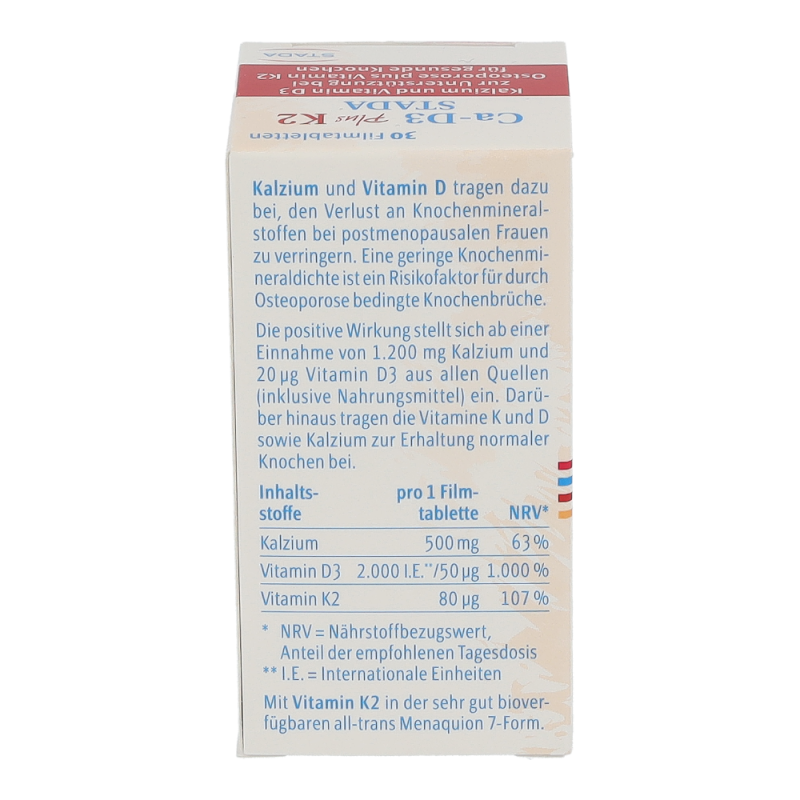 STADA
für gesunde Knochen
Osteoporose plus Vitamin K2
zur Unterstützung bei
Kalzium und Vitamin D3
STADA
Ca-D3 Plus K2
30 Filmtabletten
Kalzium und Vitamin D tragen dazu
bei, den Verlust an Knochenmineral-
stoffen bei postmenopausalen Frauen
zu verringern. Eine geringe Knochenmi-
neraldichte ist ein Risikofaktor für durch
Osteoporose bedingte Knochenbrüche.
Die positive Wirkung stellt sich ab einer
Einnahme von 1.200 mg Kalzium und
20 µg Vitamin D3 aus allen Quellen
(inklusive Nahrungsmittel) ein. Darü-
ber hinaus tragen die Vitamine K und D
sowie Kalzium zur Erhaltung normaler
Knochen bei.
Inhalts- pro 1 Film-
stoffe tablette NRV*
Kalzium 500 mg 63 %
Vitamin D3 2.000 I.E.**/50 µg 1.000 %
Vitamin K2 80 µg 107 %
* NRV = Nährstoffbezugswert,
Anteil der empfohlenen Tagesdosis
** I.E. = Internationale Einheiten
Mit Vitamin K2 in der sehr gut biover-
fügbaren all-trans Menaquion 7-Form.